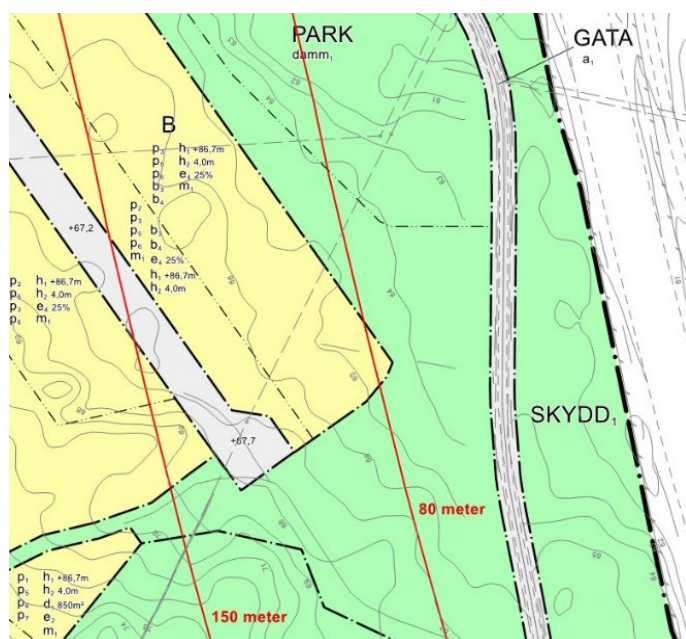 PARK
damm₁
GATA
a₁
B
p₃ h₁ +86,7m
p₅ h₂ 4,0m
p₆ e₄ 25%
b₃ m₁
b₄
p₂
p₃
p₅ b₃
p₆ b₄
m₁ e₄ 25%
h₁ +86,7m
h₂ 4,0m
+67,2
p₂ h₁ +86,7m
h₂ 4,0m
p₃ e₄ 25%
m₁
+67,7
SKYDD₁
80 meter
150 meter
p₁ h₁ +86,7m
p₅ h₂ 4,0m
p₆ d₁ 850m²
p₇ e₂
m₁